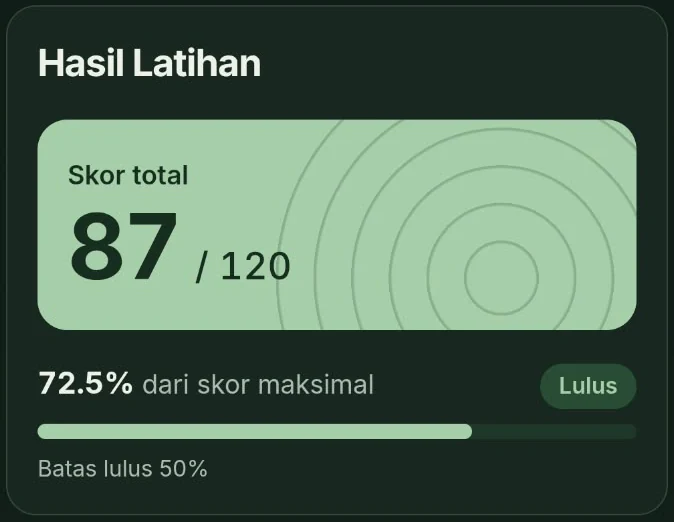 Hasil Latihan
Skor total
87 / 120
72.5% dari skor maksimal
Lulus
Batas lulus 50%